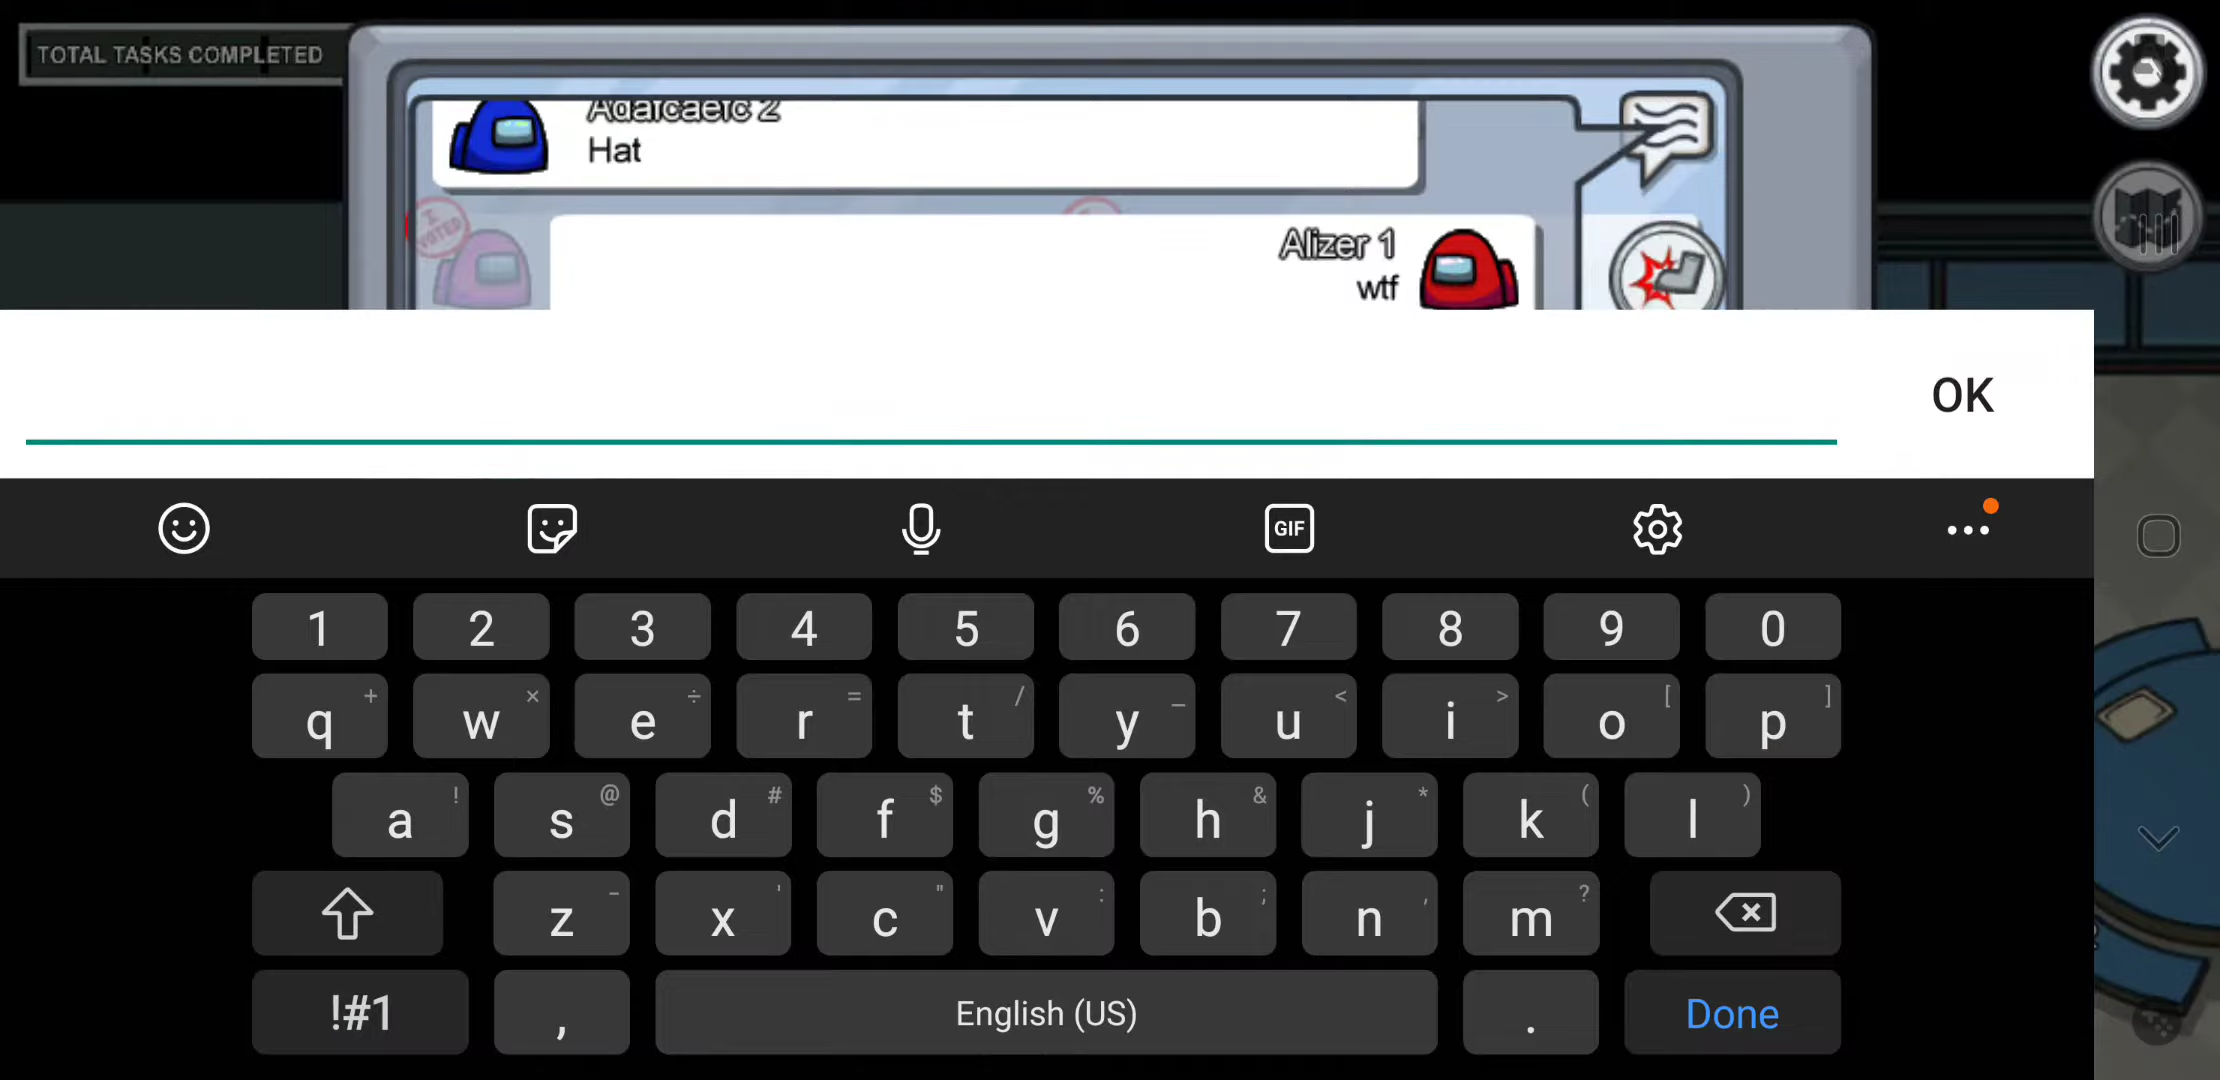 TOTAL TASKS COMPLETED
Hat
I
VOTED
Alizer 1
wtf
OK
GIF
1 2 3 4 5 6 7 8 9 0
q + w × e ÷ r = t / y _ u < i > o [ p ]
a ! s @ d # f $ g % h & j * k ( l )
z - x ' c " v : b ; n , m ?
!#1 , English (US) . Done